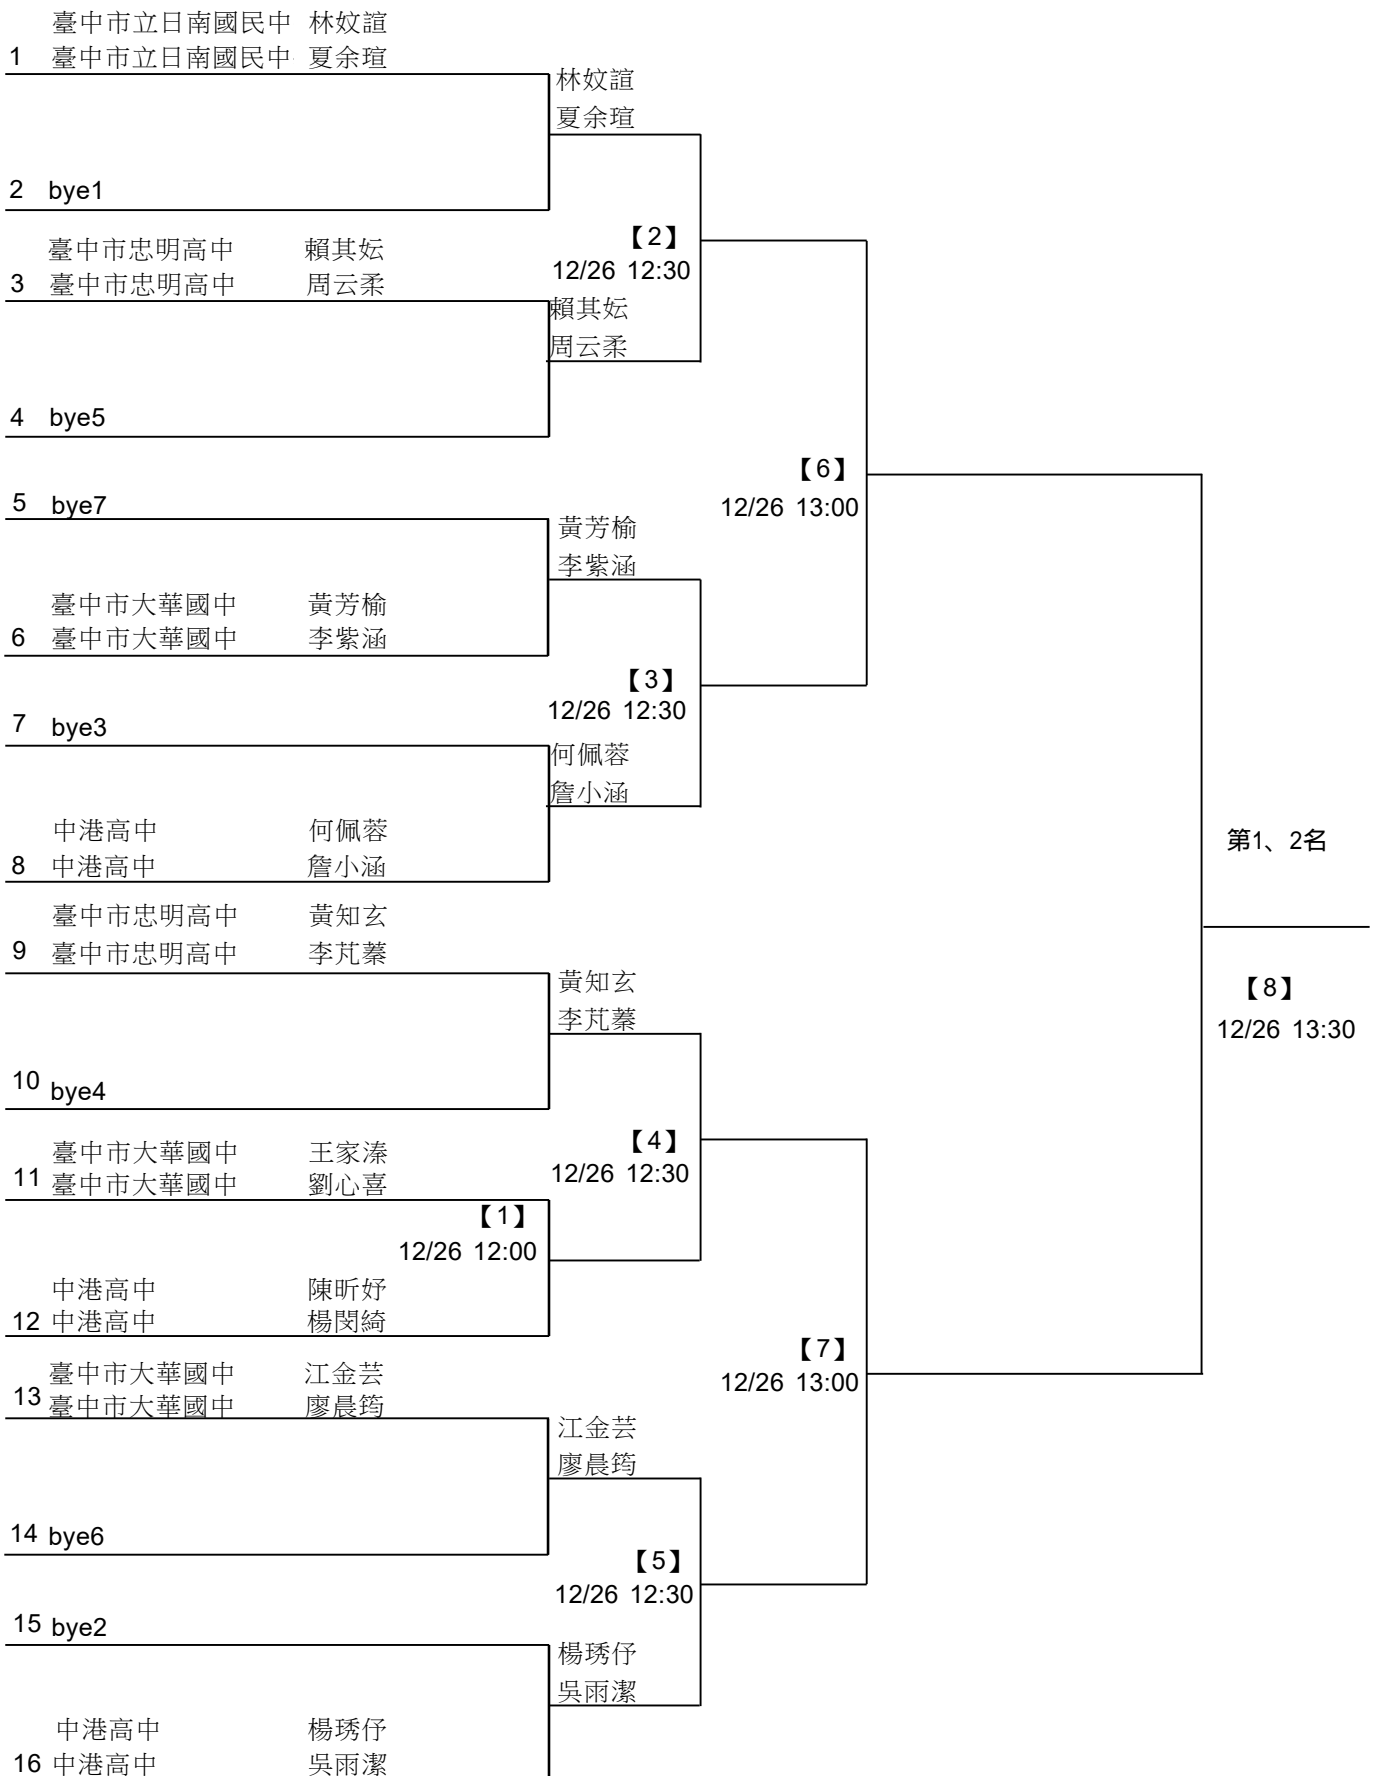 臺中市立日南國民中 林妏諠
1 臺中市立日南國民中 夏余瑄
林妏諠
夏余瑄
2 bye1
【2】
12/26 12:30
臺中市忠明高中 賴其妘
3 臺中市忠明高中 周云柔
賴其妘
周云柔
4 bye5
【6】
12/26 13:00
5 bye7
黃芳榆
李紫涵
臺中市大華國中 黃芳榆
6 臺中市大華國中 李紫涵
【3】
12/26 12:30
7 bye3
何佩蓉
詹小涵
中港高中 何佩蓉
8 中港高中 詹小涵
第1、2名
臺中市忠明高中 黃知玄
9 臺中市忠明高中 李芃蓁
黃知玄
李芃蓁
【8】
12/26 13:30
10 bye4
【4】
12/26 12:30
臺中市大華國中 王家溱
11 臺中市大華國中 劉心喜
【1】
12/26 12:00
中港高中 陳昕妤
12 中港高中 楊閔綺
【7】
12/26 13:00
臺中市大華國中 江金芸
13 臺中市大華國中 廖晨筠
江金芸
廖晨筠
14 bye6
【5】
12/26 12:30
15 bye2
楊琇伃
吳雨潔
中港高中 楊琇伃
16 中港高中 吳雨潔